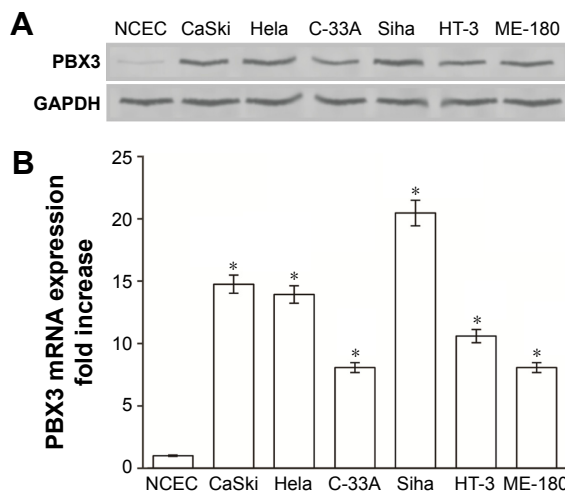 A
NCEC CaSki Hela C-33A Siha HT-3 ME-180
PBX3
GAPDH
B
PBX3 mRNA expression
fold increase
25
20
15
10
5
0
* * * * * *
NCEC CaSki Hela C-33A Siha HT-3 ME-180